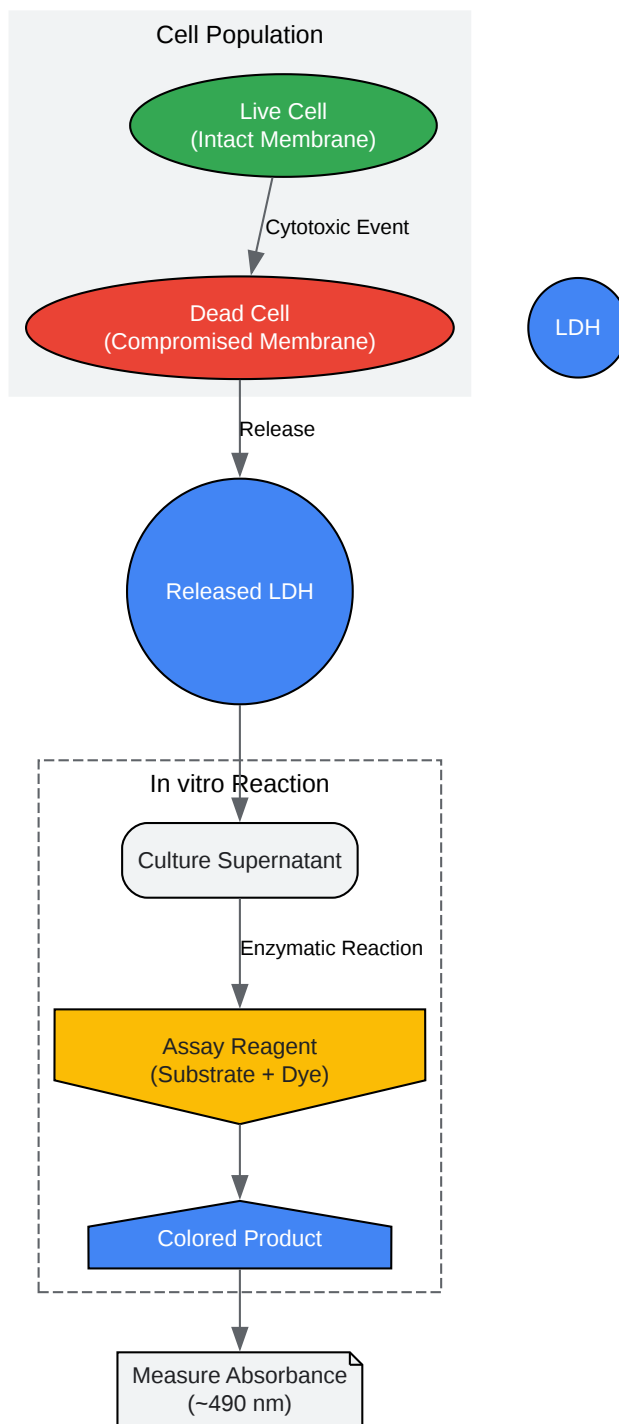 Cell Population
Live Cell
(Intact Membrane)
Cytotoxic Event
Dead Cell
(Compromised Membrane)
LDH
Release
Released LDH
In vitro Reaction
Culture Supernatant
Enzymatic Reaction
Assay Reagent
(Substrate + Dye)
Colored Product
Measure Absorbance
(~490 nm)